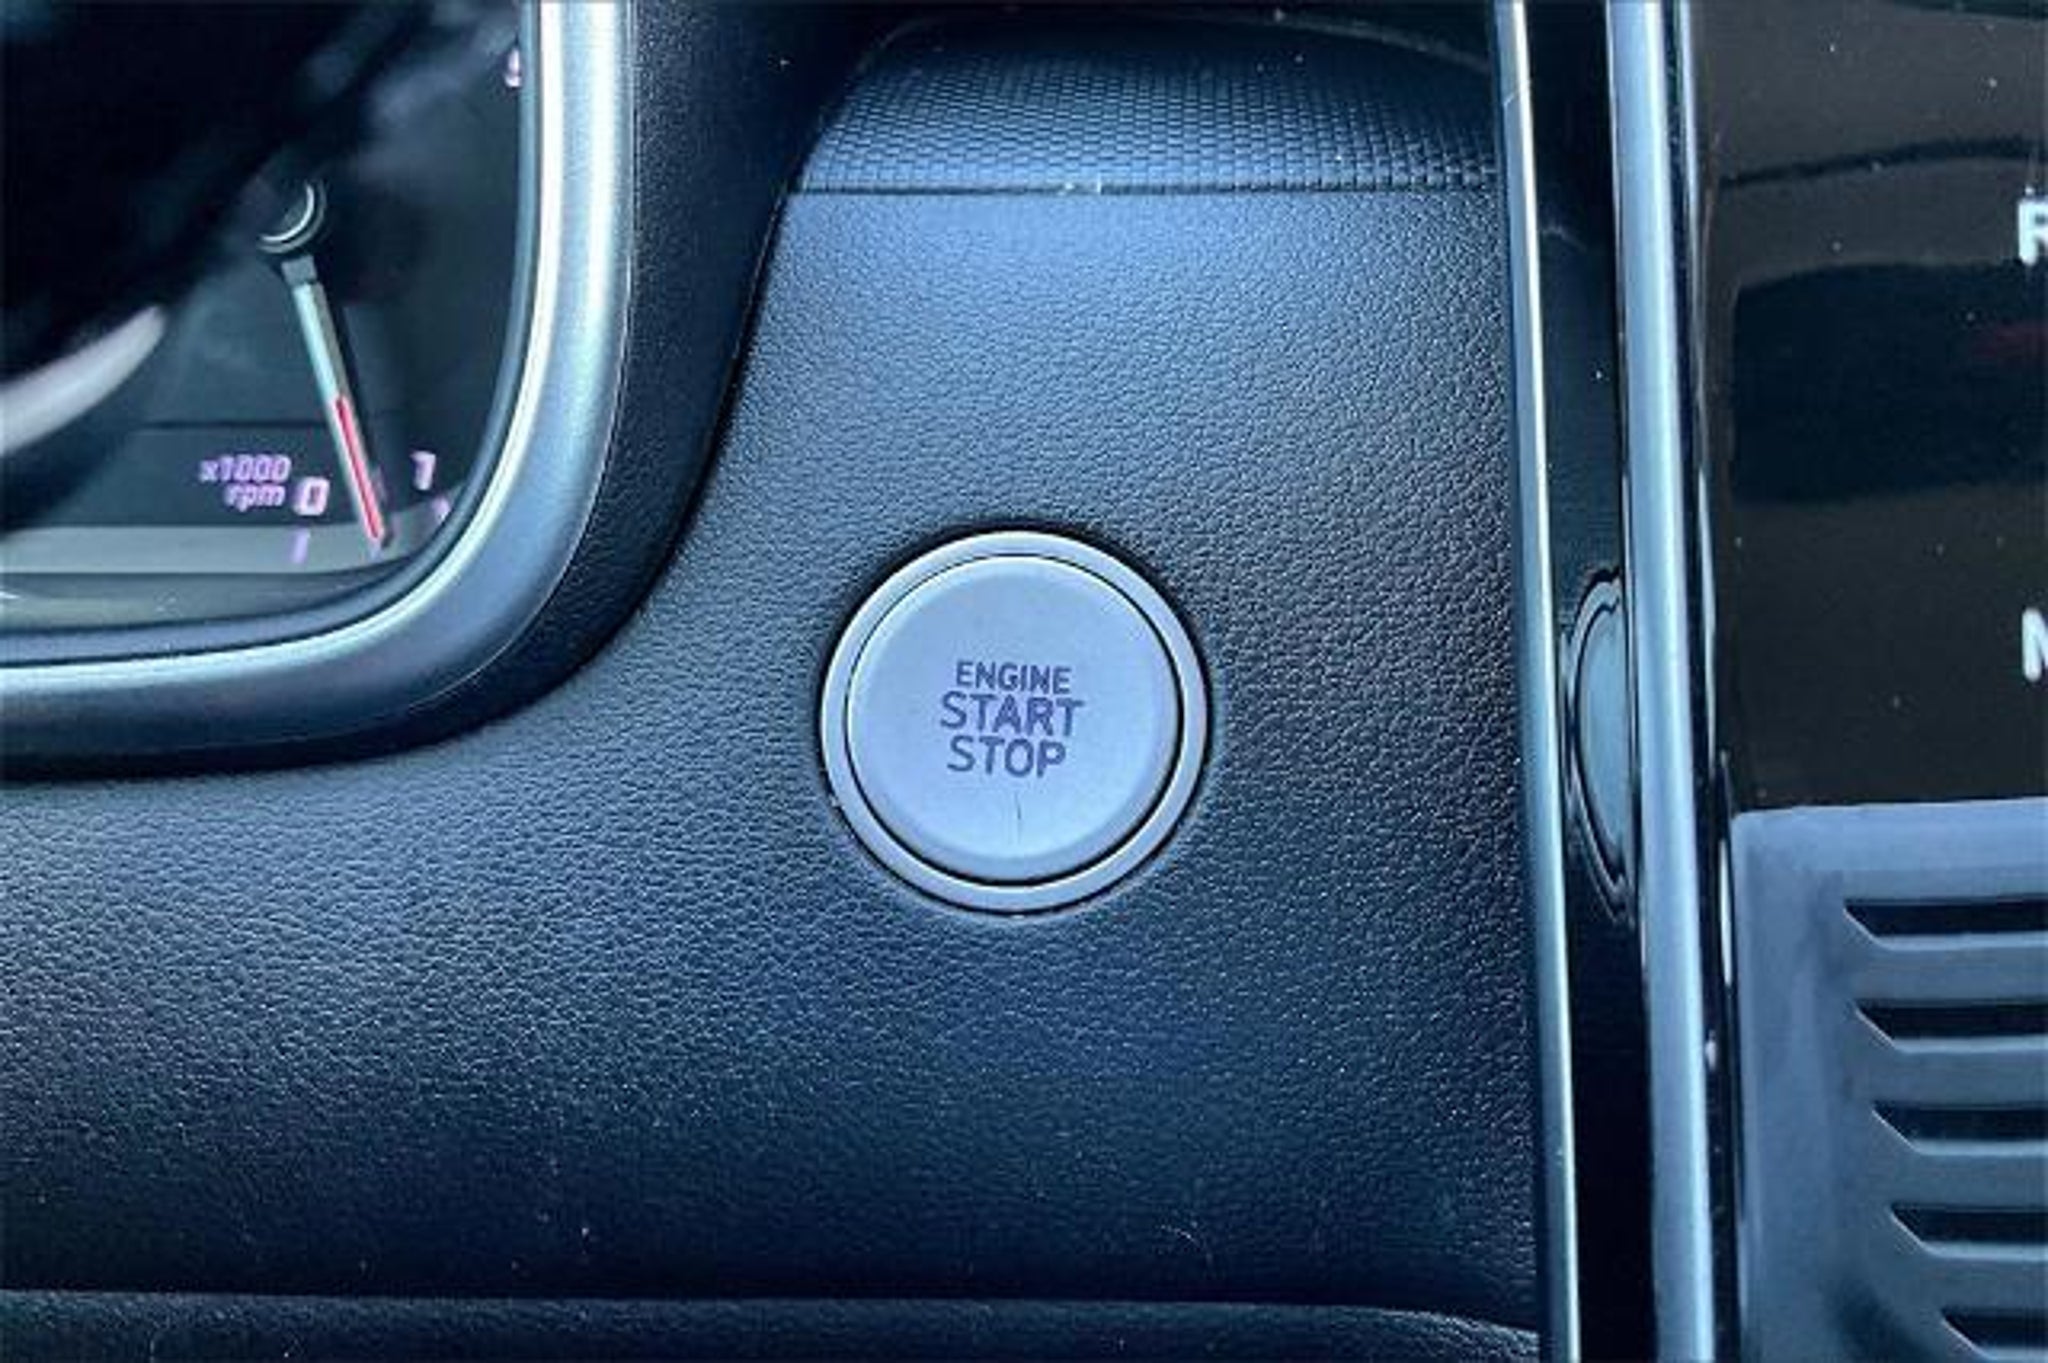 x1000
rpm 0
1
ENGINE
START
STOP
R